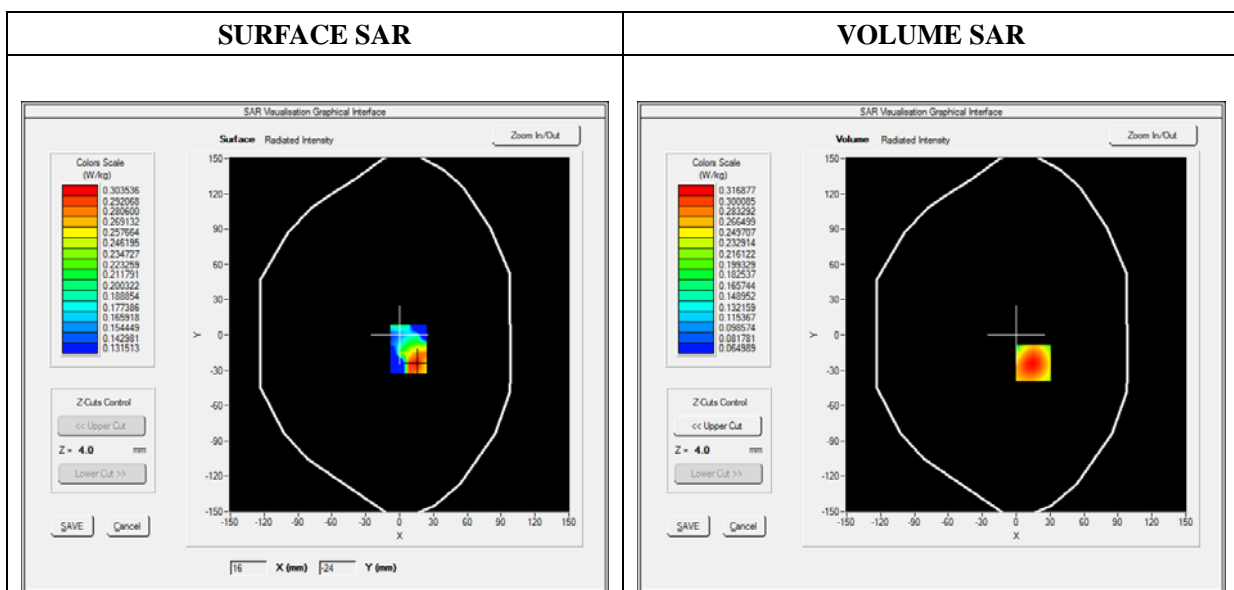 SURFACE SAR
SAR Visualisation Graphical Interface
Surface Radiated Intensity
Zoom In/Out
Colors Scale
(W/kg)
0.303536
0.292068
0.280600
0.269132
0.257664
0.246195
0.234727
0.223259
0.211791
0.200322
0.188854
0.177386
0.165918
0.154449
0.142981
0.131513
Z-Cuts Control
<< Upper Cut
Z = 4.0 mm
Lower Cut >>
SAVE Cancel
150
120
90
60
30
0
-30
-60
-90
-120
-150
Y
-150 -120 -90 -60 -30 0 30 60 90 120 150
X
16 X (mm) -24 Y (mm)
VOLUME SAR
SAR Visualisation Graphical Interface
Volume Radiated Intensity
Zoom In/Out
Colors Scale
(W/kg)
0.316877
0.300085
0.283292
0.266499
0.249707
0.232914
0.216122
0.199329
0.182537
0.165744
0.148952
0.132159
0.115367
0.098574
0.081781
0.064989
Z-Cuts Control
<< Upper Cut
Z = 4.0 mm
Lower Cut >>
SAVE Cancel
150
120
90
60
30
0
-30
-60
-90
-120
-150
Y
-150 -120 -90 -60 -30 0 30 60 90 120 150
X